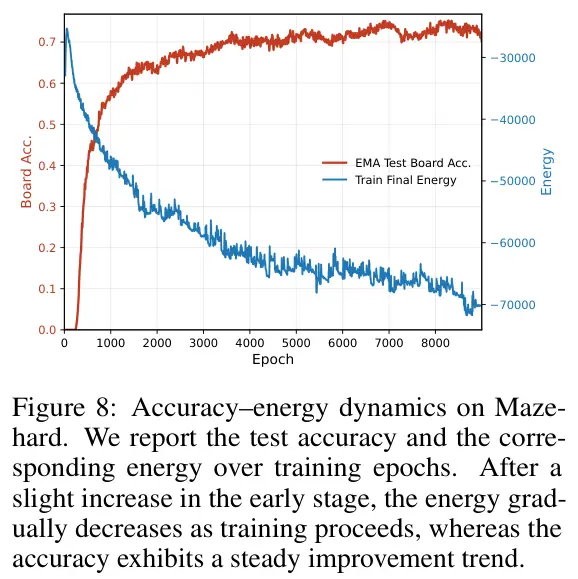 0.7
0.6
0.5
0.4
0.3
0.2
0.1
0.0
Board Acc.
EMA Test Board Acc.
Train Final Energy
−30000
−40000
−50000
−60000
−70000
Energy
0 1000 2000 3000 4000 5000 6000 7000 8000
Epoch
Figure 8: Accuracy–energy dynamics on Maze-
hard. We report the test accuracy and the corre-
sponding energy over training epochs. After a
slight increase in the early stage, the energy grad-
ually decreases as training proceeds, whereas the
accuracy exhibits a steady improvement trend.